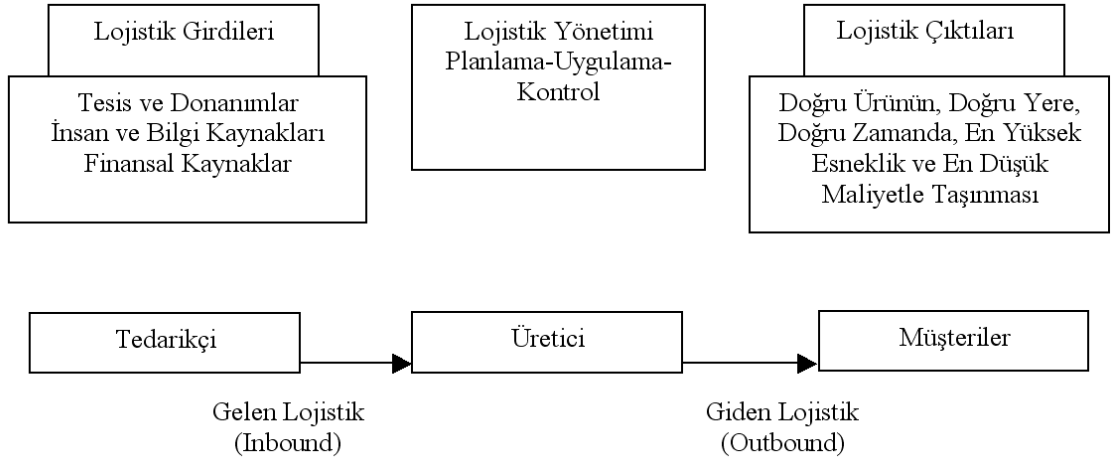 Lojistik Girdileri
Tesis ve Donanımlar
İnsan ve Bilgi Kaynakları
Finansal Kaynaklar
Lojistik Yönetimi
Planlama-Uygulama-
Kontrol
Lojistik Çıktıları
Doğru Ürünün, Doğru Yere,
Doğru Zamanda, En Yüksek
Esneklik ve En Düşük
Maliyetle Taşınması
Tedarikçi
Üretici
Müşteriler
Gelen Lojistik
(Inbound)
Giden Lojistik
(Outbound)